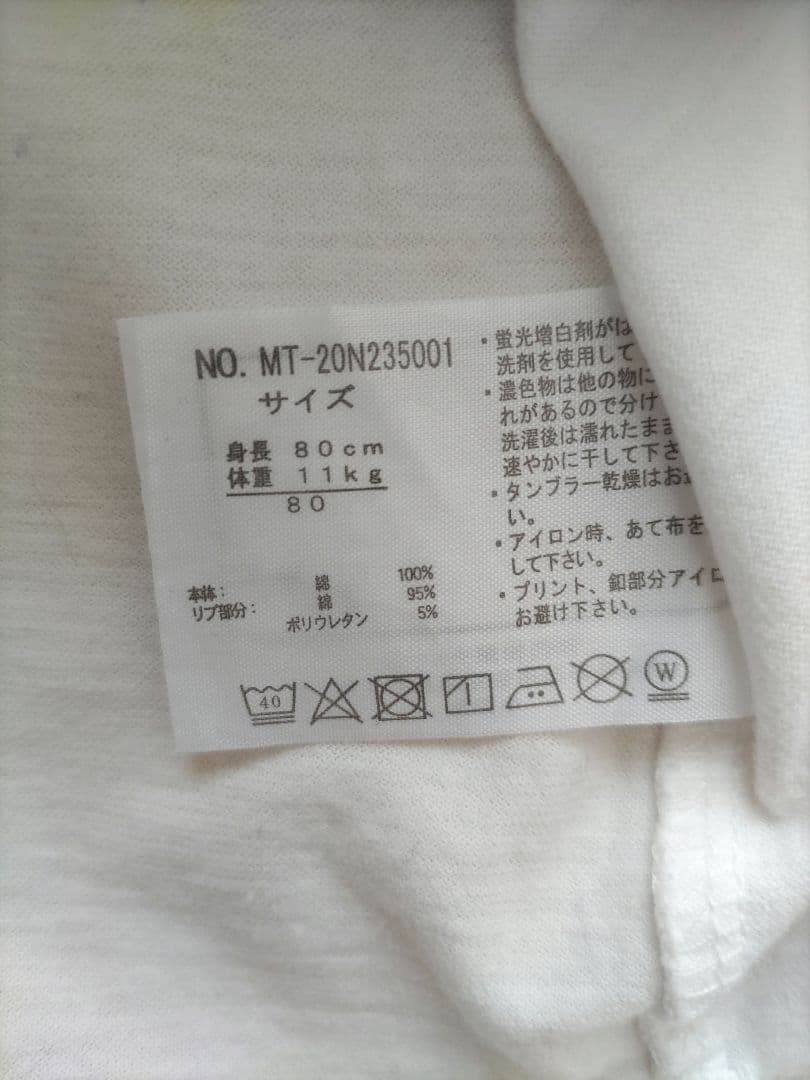 NO. MT-20N235001
サイズ
身長 80cm
体重 11kg
80
本体: 綿 100%
リブ部分: 綿 95%
ポリウレタン 5%
・蛍光増白剤がは
洗剤を使用して
・濃色物は他の物に
れがあるので分け
洗濯後は濡れたまま
速やかに干して下さ
・タンブラー乾燥はお
い。
・アイロン時、あて布を
して下さい。
・プリント、釦部分アイロ
お避け下さい。
40
W